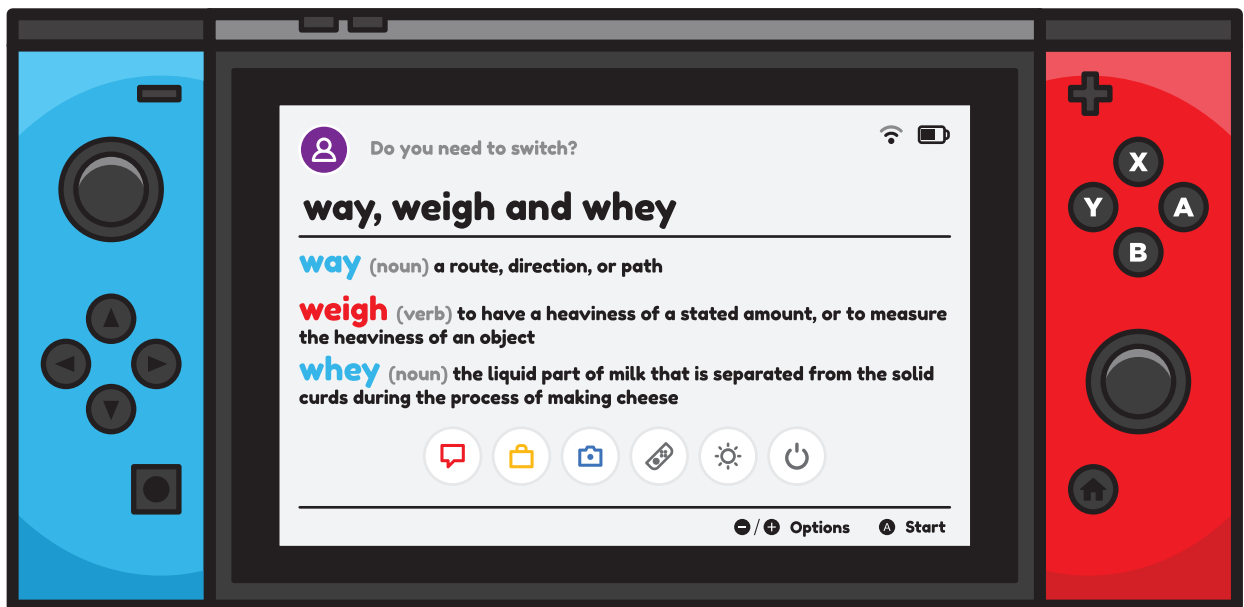 Do you need to switch?
way, weigh and whey
way (noun) a route, direction, or path
weigh (verb) to have a heaviness of a stated amount, or to measure
the heaviness of an object
whey (noun) the liquid part of milk that is separated from the solid
curds during the process of making cheese
X
Y A
B
/ Options A Start